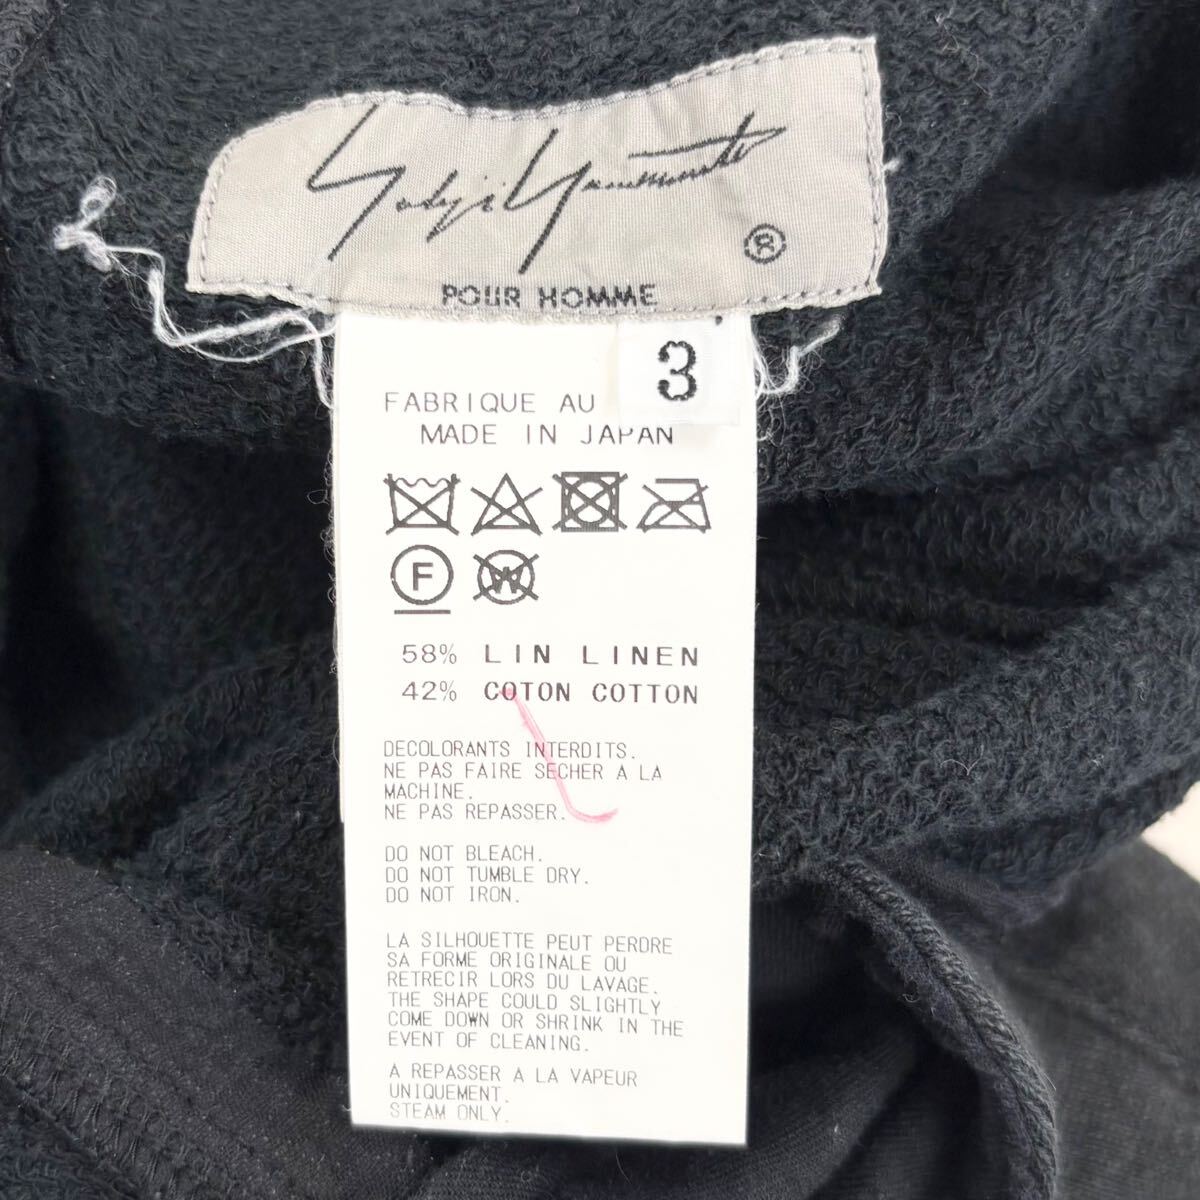 Yohji Yamamoto
®
POUR HOMME
3
FABRIQUE AU
MADE IN JAPAN
F
W
58% LIN LINEN
42% COTON COTTON
DECOLORANTS INTERDITS.
NE PAS FAIRE SECHER A LA
MACHINE.
NE PAS REPASSER.
DO NOT BLEACH.
DO NOT TUMBLE DRY.
DO NOT IRON.
LA SILHOUETTE PEUT PERDRE
SA FORME ORIGINALE OU
RETRECIR LORS DU LAVAGE.
THE SHAPE COULD SLIGHTLY
COME DOWN OR SHRINK IN THE
EVENT OF CLEANING.
A REPASSER A LA VAPEUR
UNIQUEMENT.
STEAM ONLY.